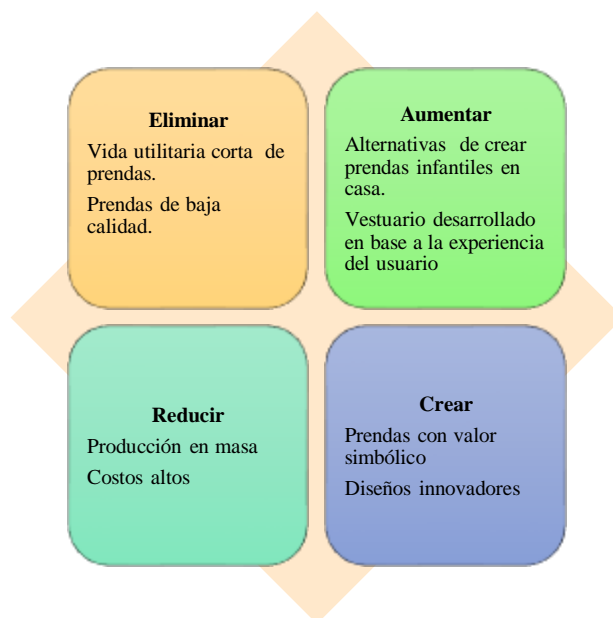 Eliminar
Vida utilitaria corta de
prendas.
Prendas de baja
calidad.
Aumentar
Alternativas de crear
prendas infantiles en
casa.
Vestuario desarrollado
en base a la experiencia
del usuario
Reducir
Producción en masa
Costos altos
Crear
Prendas con valor
simbólico
Diseños innovadores